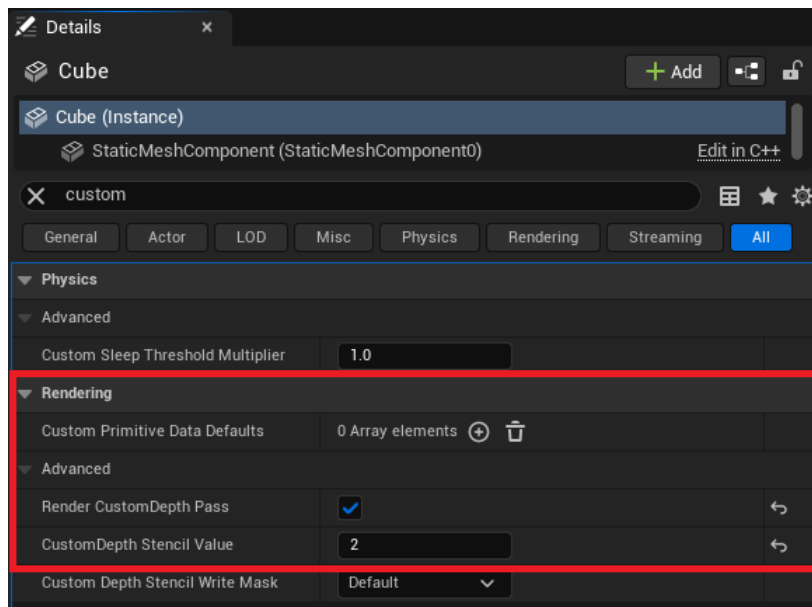 Details
Cube
Add
Cube (Instance)
StaticMeshComponent (StaticMeshComponent0) Edit in C++
custom
General Actor LOD Misc Physics Rendering Streaming All
Physics
Advanced
Custom Sleep Threshold Multiplier 1.0
Rendering
Custom Primitive Data Defaults 0 Array elements
Advanced
Render CustomDepth Pass
CustomDepth Stencil Value 2
Custom Depth Stencil Write Mask Default